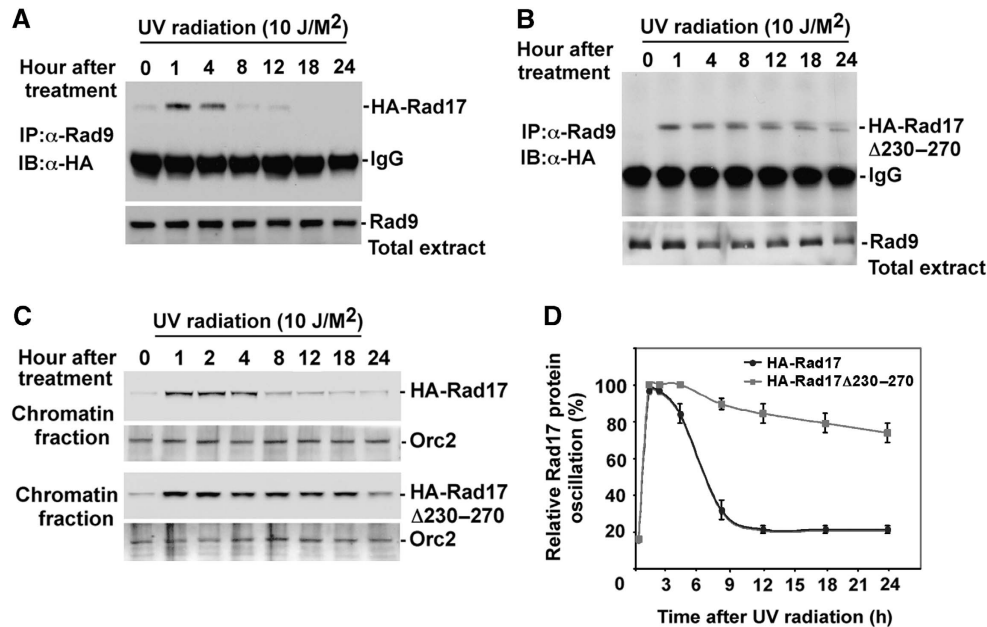 A
UV radiation (10 J/M2)
Hour after treatment
0 1 4 8 12 18 24
HA-Rad17
IP:α-Rad9
IB:α-HA
IgG
Rad9
Total extract
B
UV radiation (10 J/M2)
Hour after treatment
0 1 4 8 12 18 24
IP:α-Rad9
IB:α-HA
HA-Rad17
Δ230–270
IgG
Rad9
Total extract
C
UV radiation (10 J/M2)
Hour after treatment
0 1 2 4 8 12 18 24
HA-Rad17
Chromatin fraction
Orc2
Chromatin fraction
HA-Rad17
Δ230–270
Orc2
D
HA-Rad17
HA-Rad17Δ230–270
Relative Rad17 protein oscillation (%)
100
80
60
40
20
0 3 6 9 12 15 18 21 24
Time after UV radiation (h)